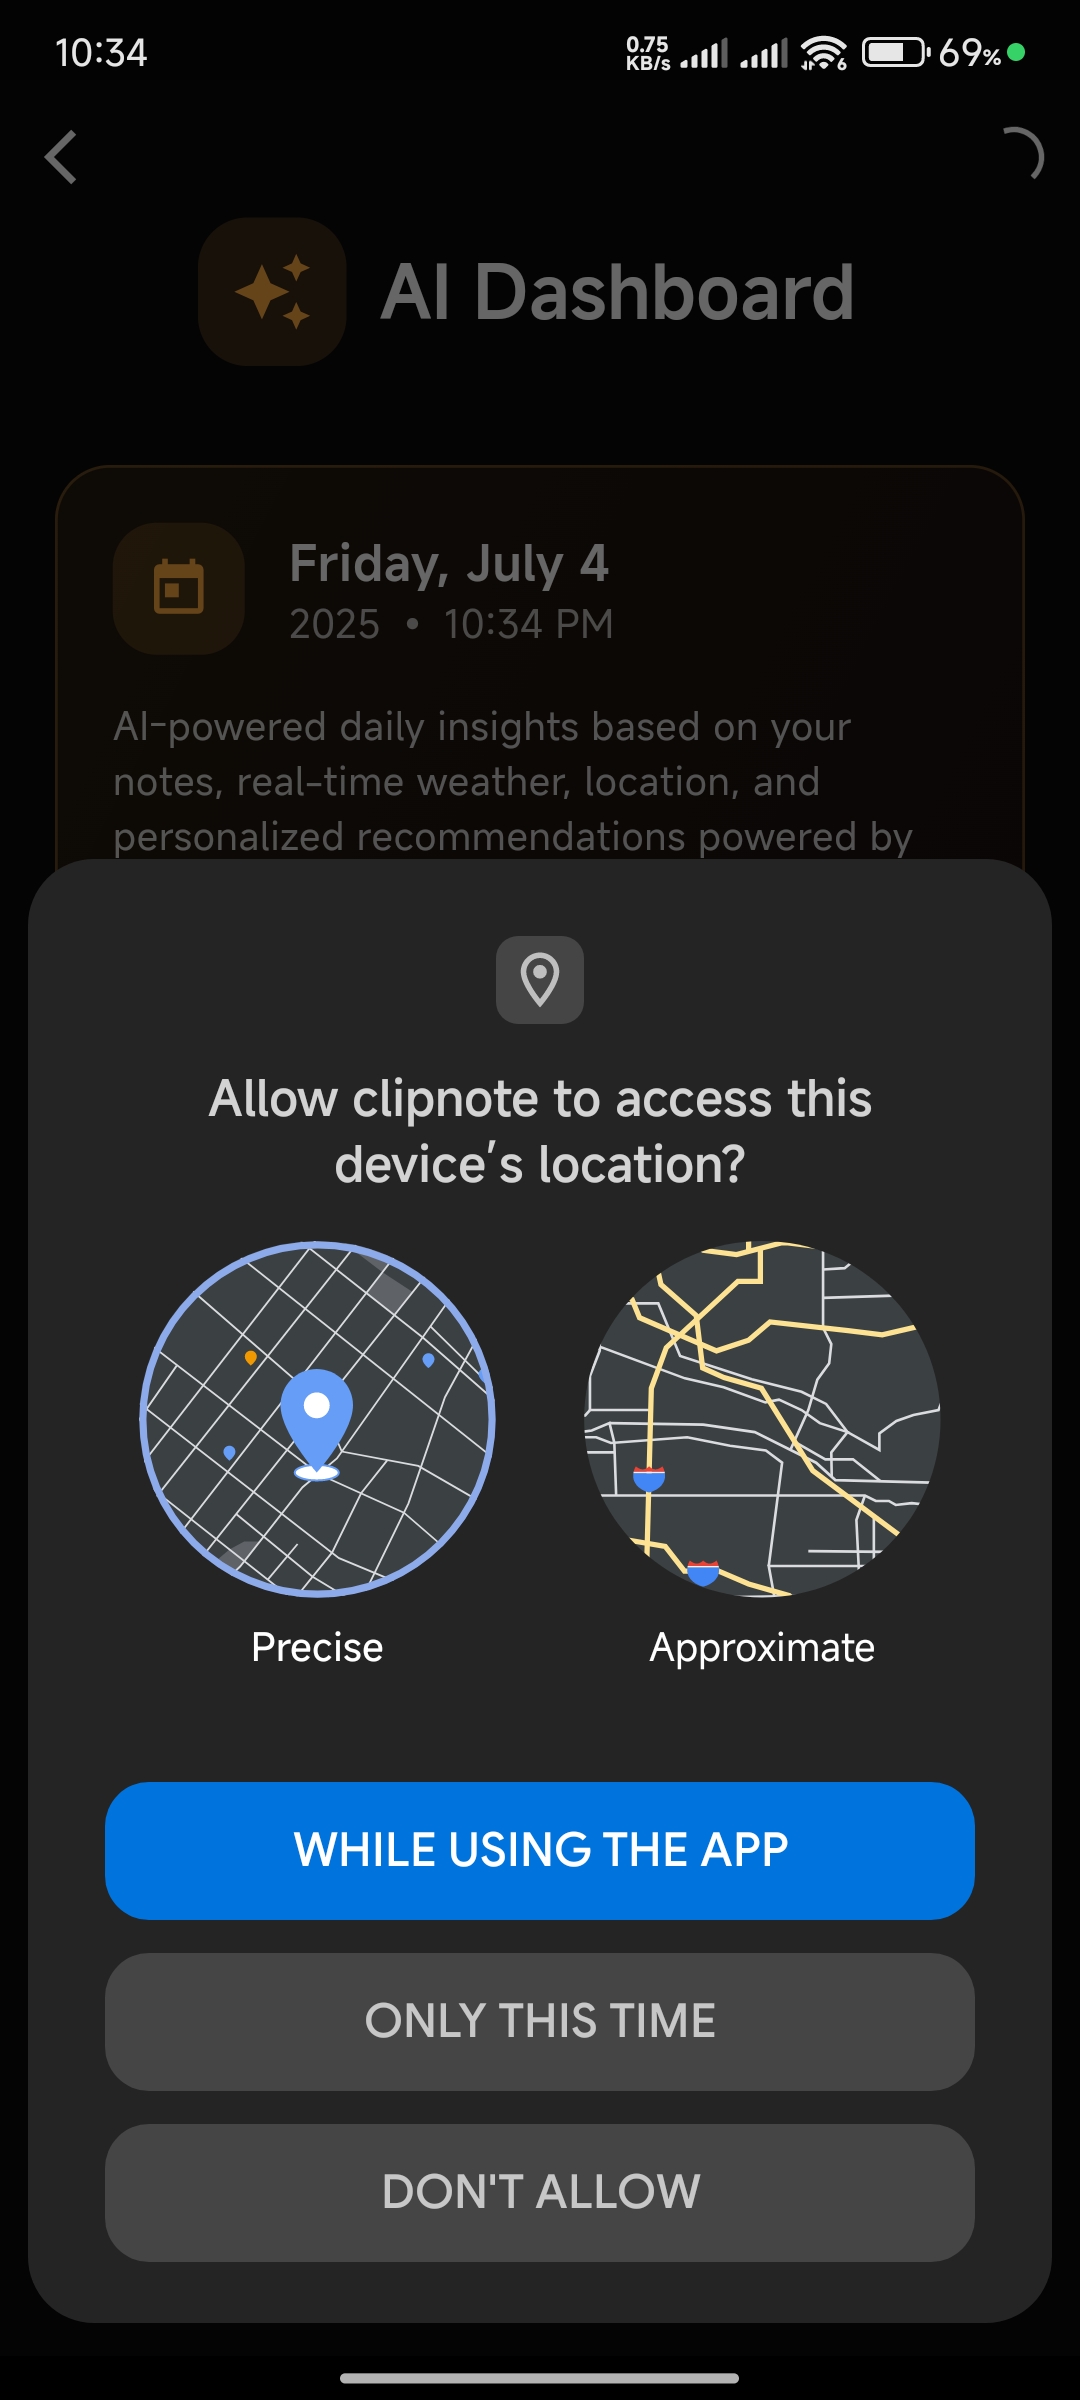 10:34
0.75
KB/s
6
69%
AI Dashboard
Friday, July 4
2025 • 10:34 PM
AI-powered daily insights based on your
notes, real-time weather, location, and
personalized recommendations powered by
Allow clipnote to access this
device's location?
Precise
Approximate
WHILE USING THE APP
ONLY THIS TIME
DON'T ALLOW